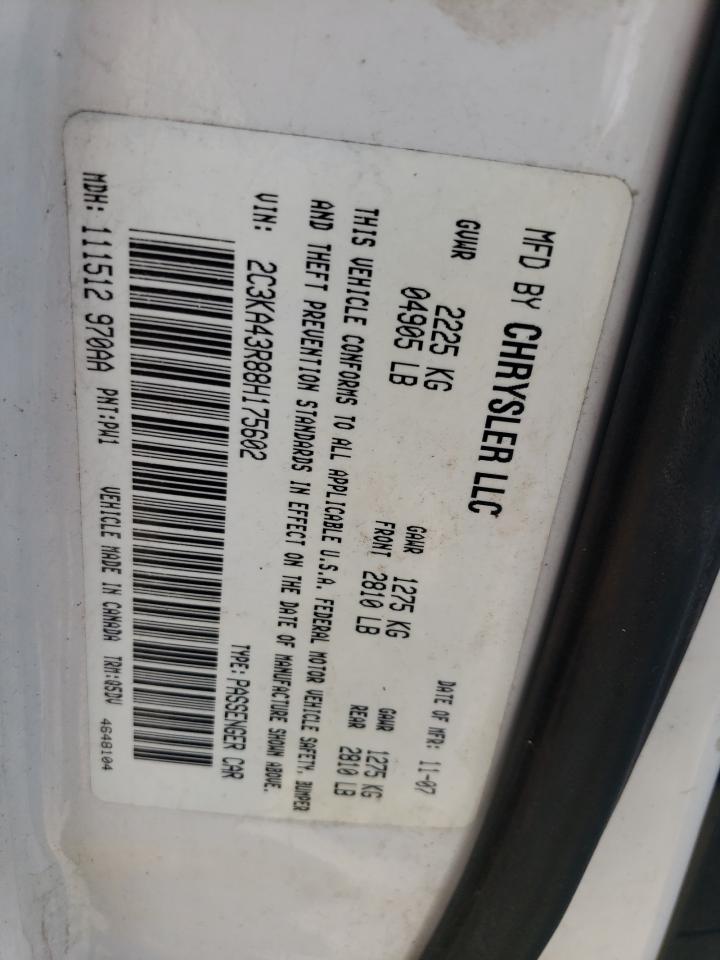 MFD BY CHRYSLER LLC
DATE OF MFR: 11-07
GVWR 2225 KG
04905 LB
GAWR FRONT 1275 KG
2810 LB
GAWR REAR 1275 KG
2810 LB
THIS VEHICLE CONFORMS TO ALL APPLICABLE U.S.A. FEDERAL MOTOR VEHICLE SAFETY, BUMPER
AND THEFT PREVENTION STANDARDS IN EFFECT ON THE DATE OF MANUFACTURE SHOWN ABOVE.
VIN: 2C3KA43R88H175602
TYPE: PASSENGER CAR
MDH: 111512 970AA PNT:PW1 VEHICLE MADE IN CANADA TRM:Q5DV 4648104